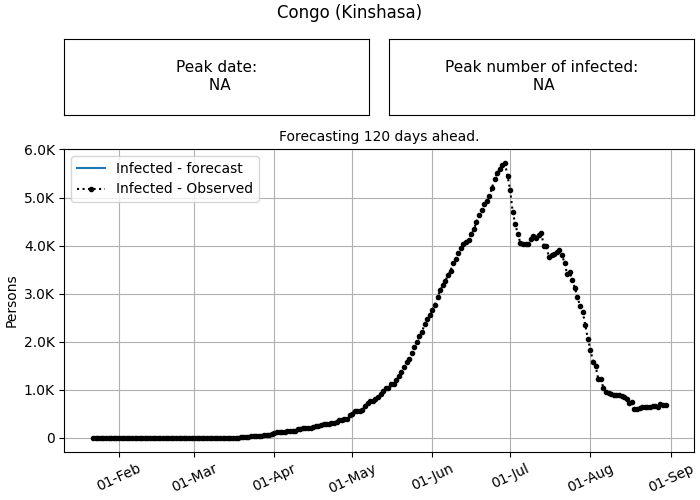 Congo (Kinshasa)
Peak date:
NA
Peak number of infected:
NA
Forecasting 120 days ahead.
6.0K
5.0K
4.0K
3.0K
2.0K
1.0K
0
Persons
Infected - forecast
Infected - Observed
01-Feb
01-Mar
01-Apr
01-May
01-Jun
01-Jul
01-Aug
01-Sep